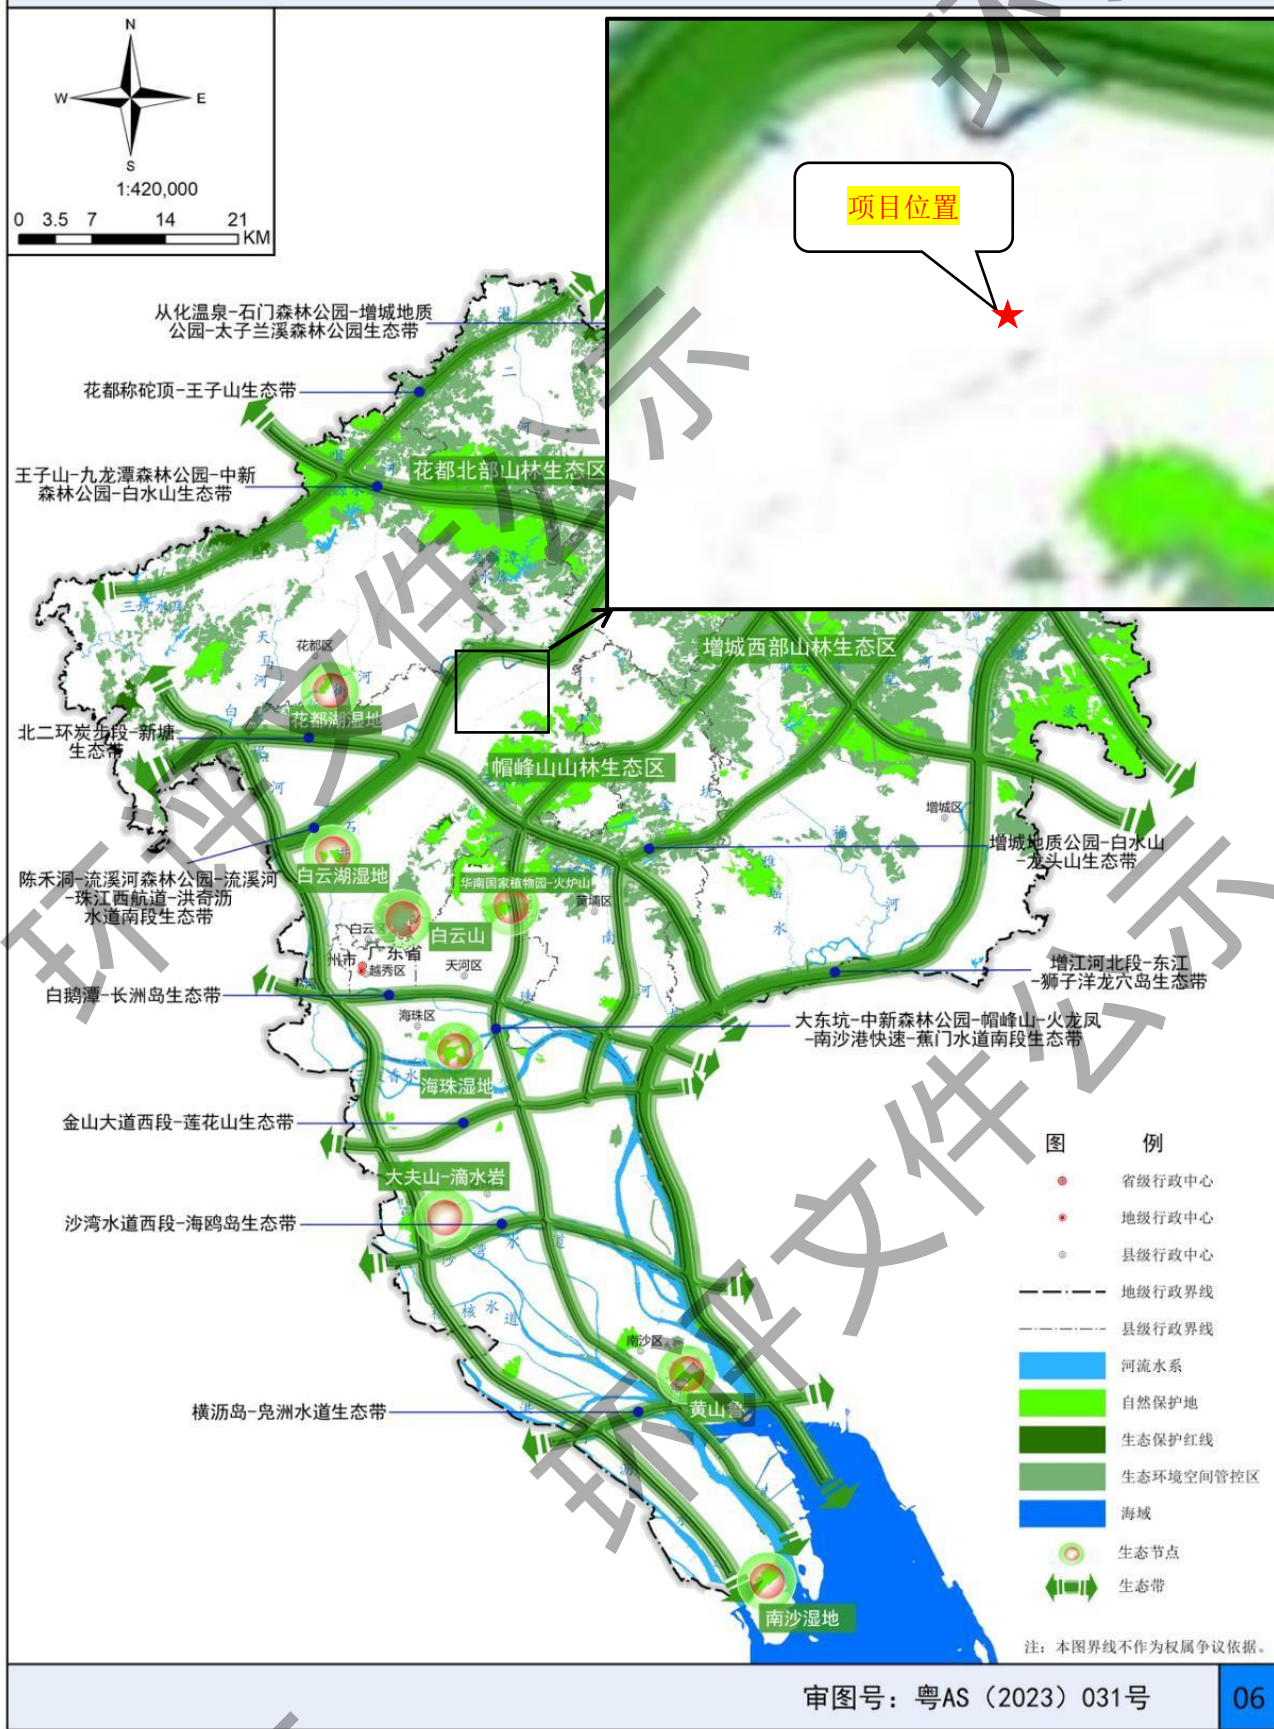 N
W
E
S
1:420,000
0 3.5 7 14 21
KM
项目位置
从化温泉-石门森林公园-增城地质
公园-太子兰溪森林公园生态带
花都称砣顶-王子山生态带
王子山-九龙潭森林公园-中新
森林公园-白水山生态带
花都北部山林生态区
三坑水库
天
马
河
花都区
花都湖湿地
北二环炭步段-新塘
生态带
增城西部山林生态区
帽峰山山林生态区
增城区
增城地质公园-白水山
-龙头山生态带
陈禾洞-流溪河森林公园-流溪河
-珠江西航道-洪奇沥
水道南段生态带
白云湖湿地
华南国家植物园-火炉山
黄埔区
白云区
白云山
广东省
州市
越秀区
天河区
增江河北段-东江
-狮子洋龙穴岛生态带
白鹅潭-长洲岛生态带
海珠区
海珠湿地
大东坑-中新森林公园-帽峰山-火龙凤
-南沙港快速-蕉门水道南段生态带
金山大道西段-莲花山生态带
大夫山-滴水岩
沙湾水道西段-海鸥岛生态带
沙
湾
水
道
南沙区
黄山鲁
横沥岛-凫洲水道生态带
南沙湿地
图 例
省级行政中心
地级行政中心
县级行政中心
地级行政界线
县级行政界线
河流水系
自然保护地
生态保护红线
生态环境空间管控区
海域
生态节点
生态带
注: 本图界线不作为权属争议依据。
审图号: 粤AS (2023) 031号
06
环评文件公示
环评文件公示